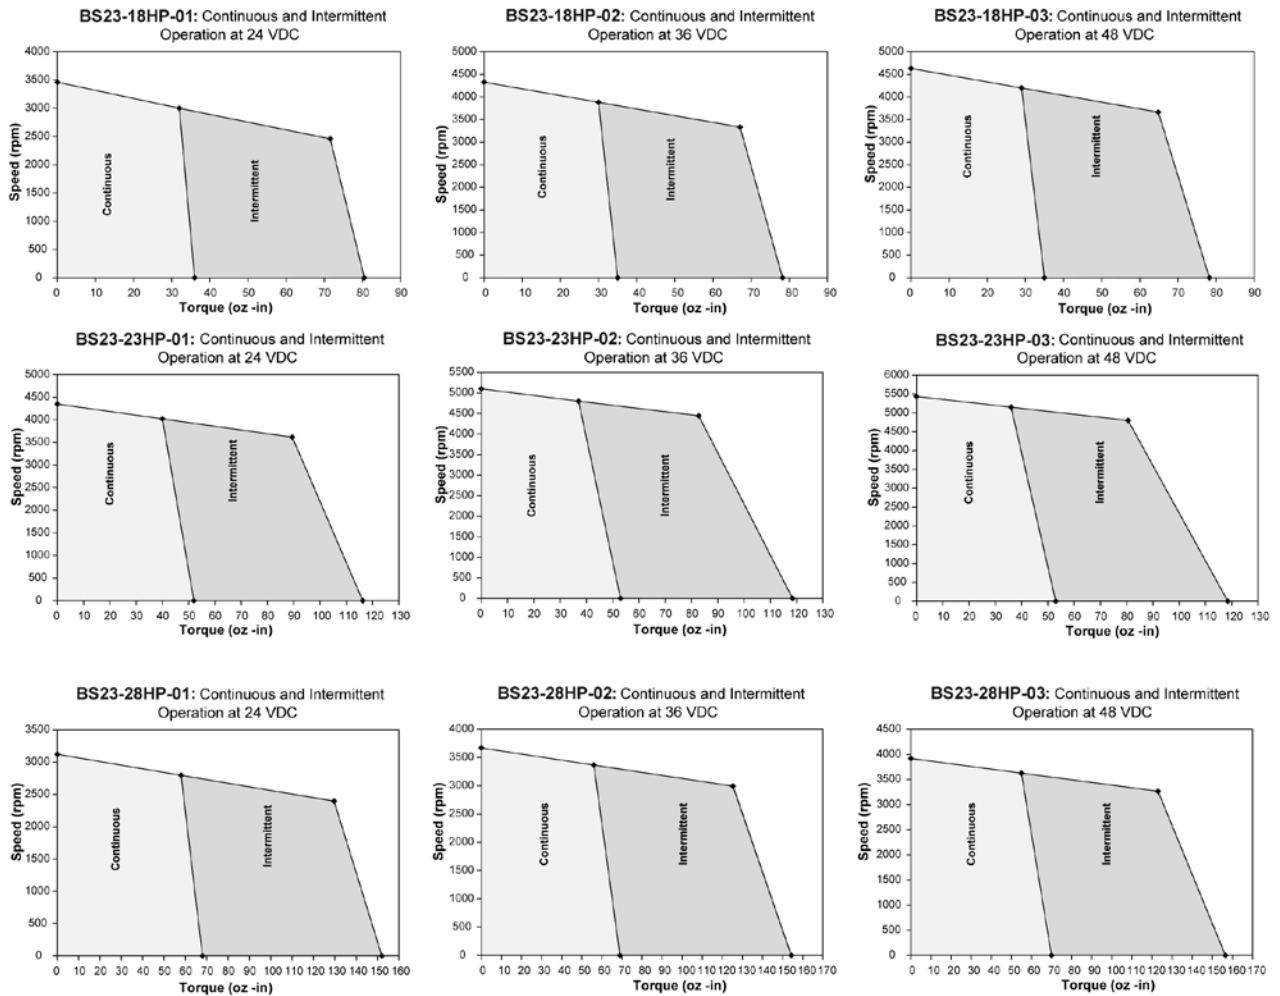 BS23-18HP-01: Continuous and Intermittent
Operation at 24 VDC
4000
3500
3000
2500
2000
1500
1000
500
0
Speed (rpm)
Continuous
Intermittent
0 10 20 30 40 50 60 70 80 90
Torque (oz -in)
BS23-18HP-02: Continuous and Intermittent
Operation at 36 VDC
5000
4500
4000
3500
3000
2500
2000
1500
1000
500
0
Speed (rpm)
Continuous
Intermittent
0 10 20 30 40 50 60 70 80 90
Torque (oz -in)
BS23-18HP-03: Continuous and Intermittent
Operation at 48 VDC
5000
4500
4000
3500
3000
2500
2000
1500
1000
500
0
Speed (rpm)
Continuous
Intermittent
0 10 20 30 40 50 60 70 80 90
Torque (oz -in)
BS23-23HP-01: Continuous and Intermittent
Operation at 24 VDC
5000
4500
4000
3500
3000
2500
2000
1500
1000
500
0
Speed (rpm)
Continuous
Intermittent
0 10 20 30 40 50 60 70 80 90 100 110 120 130
Torque (oz -in)
BS23-23HP-02: Continuous and Intermittent
Operation at 36 VDC
5500
5000
4500
4000
3500
3000
2500
2000
1500
1000
500
0
Speed (rpm)
Continuous
Intermittent
0 10 20 30 40 50 60 70 80 90 100 110 120 130
Torque (oz -in)
BS23-23HP-03: Continuous and Intermittent
Operation at 48 VDC
6000
5500
5000
4500
4000
3500
3000
2500
2000
1500
1000
500
0
Speed (rpm)
Continuous
Intermittent
0 10 20 30 40 50 60 70 80 90 100 110 120 130
Torque (oz -in)
BS23-28HP-01: Continuous and Intermittent
Operation at 24 VDC
3500
3000
2500
2000
1500
1000
500
0
Speed (rpm)
Continuous
Intermittent
0 10 20 30 40 50 60 70 80 90 100 110 120 130 140 150 160
Torque (oz -in)
BS23-28HP-02: Continuous and Intermittent
Operation at 36 VDC
4000
3500
3000
2500
2000
1500
1000
500
0
Speed (rpm)
Continuous
Intermittent
0 10 20 30 40 50 60 70 80 90 100 110 120 130 140 150 160 170
Torque (oz -in)
BS23-28HP-03: Continuous and Intermittent
Operation at 48 VDC
4500
4000
3500
3000
2500
2000
1500
1000
500
0
Speed (rpm)
Continuous
Intermittent
0 10 20 30 40 50 60 70 80 90 100 110 120 130 140 150 160 170
Torque (oz -in)